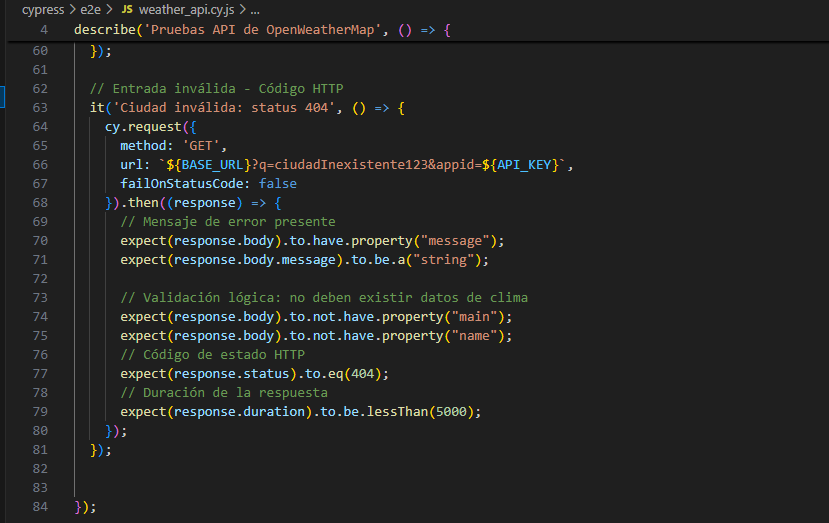 cypress > e2e > JS weather_api.cy.js > ...
4 describe('Pruebas API de OpenWeatherMap', () => {
60 });
61
62 // Entrada inválida - Código HTTP
63 it('Ciudad inválida: status 404', () => {
64 cy.request({
65 method: 'GET',
66 url: `${BASE_URL}?q=ciudadInexistente123&appid=${API_KEY}`,
67 failOnStatusCode: false
68 }).then((response) => {
69 // Mensaje de error presente
70 expect(response.body).to.have.property("message");
71 expect(response.body.message).to.be.a("string");
72
73 // Validación lógica: no deben existir datos de clima
74 expect(response.body).to.not.have.property("main");
75 expect(response.body).to.not.have.property("name");
76 // Código de estado HTTP
77 expect(response.status).to.eq(404);
78 // Duración de la respuesta
79 expect(response.duration).to.be.lessThan(5000);
80 });
81 });
82
83
84 });